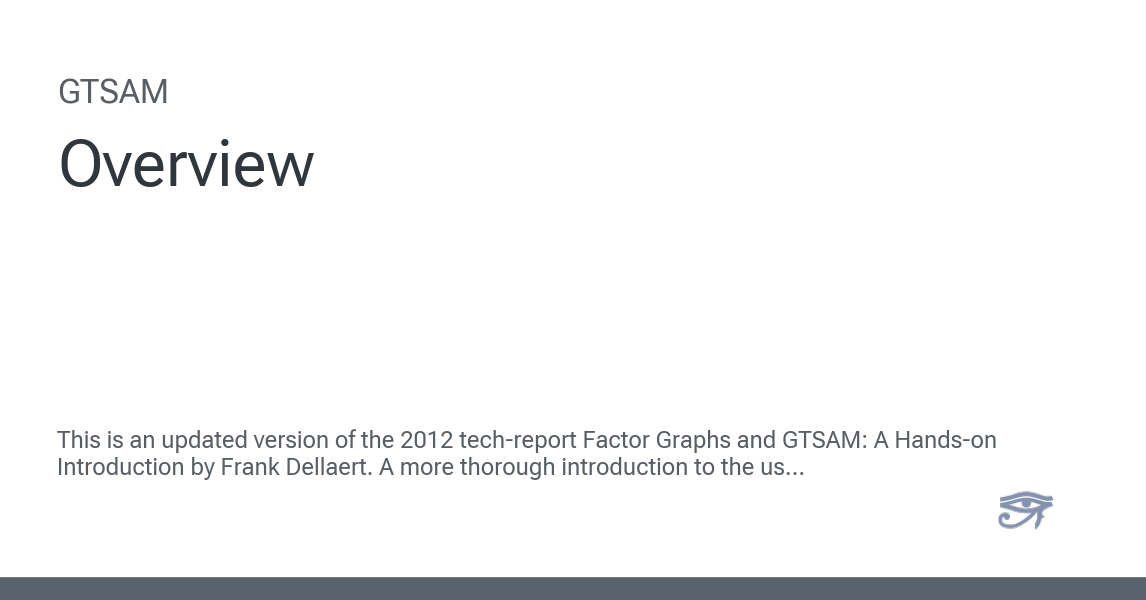 GTSAM
Overview
This is an updated version of the 2012 tech-report Factor Graphs and GTSAM: A Hands-on
Introduction by Frank Dellaert. A more thorough introduction to the us...